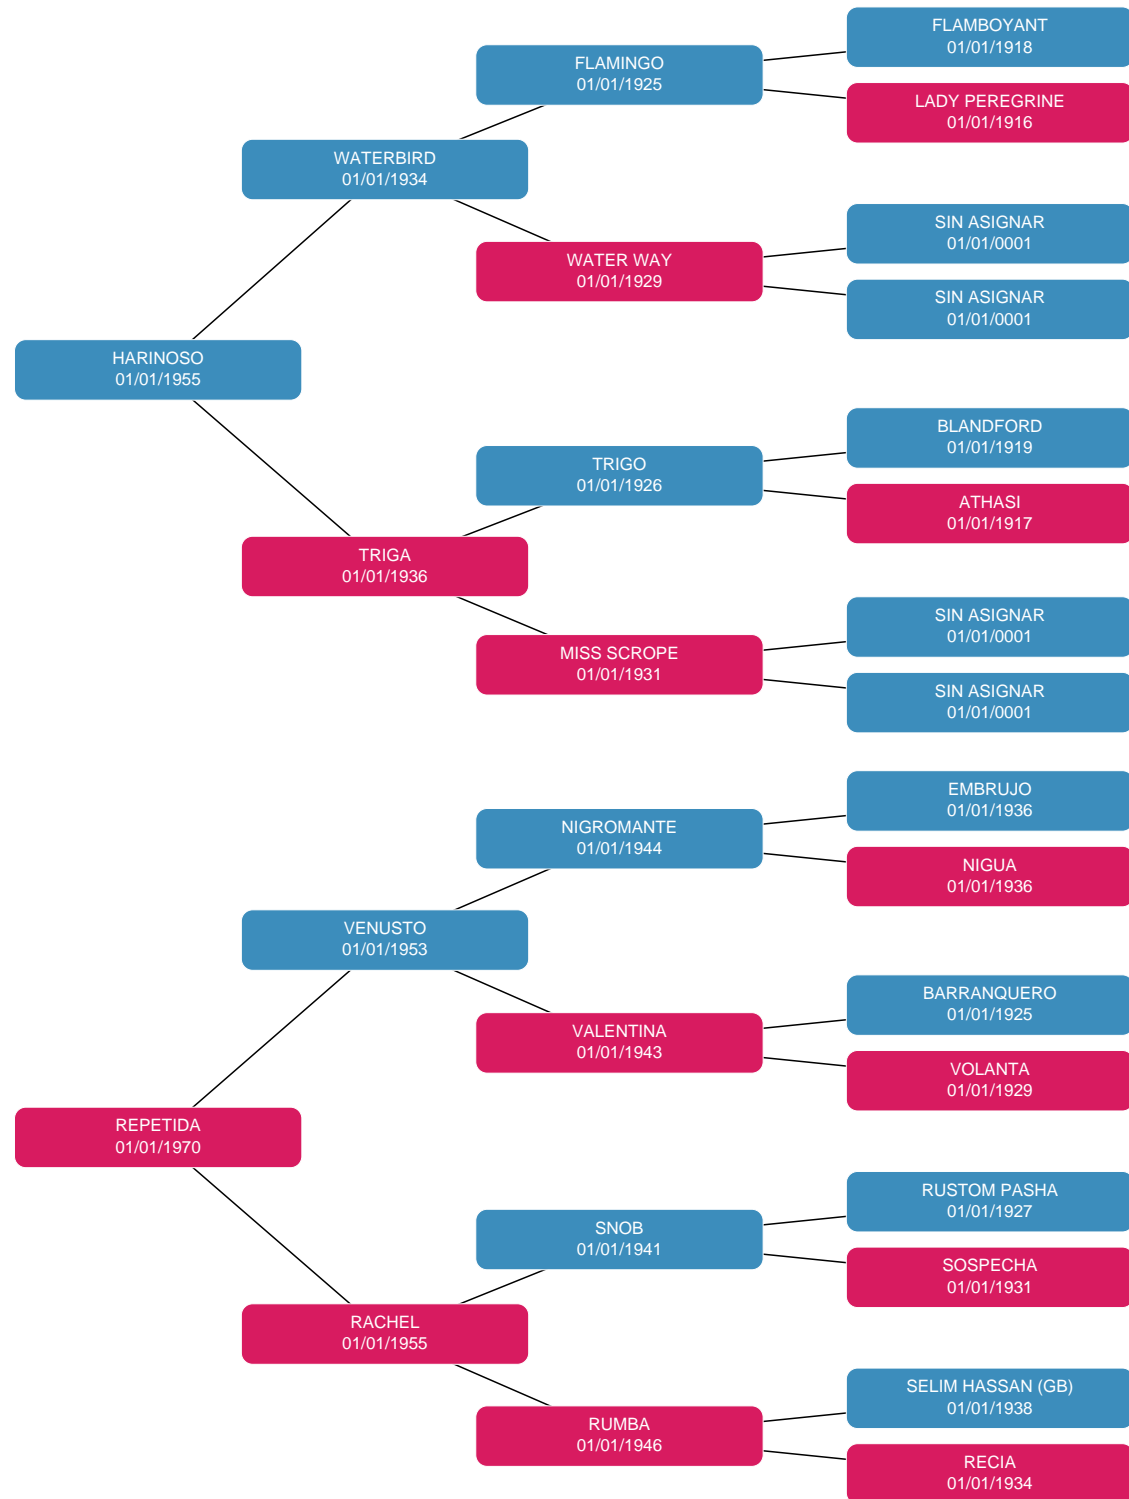 FLAMBOYANT
01/01/1918
FLAMINGO
01/01/1925
LADY PEREGRINE
01/01/1916
WATERBIRD
01/01/1934
SIN ASIGNAR
01/01/0001
WATER WAY
01/01/1929
SIN ASIGNAR
01/01/0001
HARINOSO
01/01/1955
BLANDFORD
01/01/1919
TRIGO
01/01/1926
ATHASI
01/01/1917
TRIGA
01/01/1936
SIN ASIGNAR
01/01/0001
MISS SCROPE
01/01/1931
SIN ASIGNAR
01/01/0001
EMBRUJO
01/01/1936
NIGROMANTE
01/01/1944
NIGUA
01/01/1936
VENUSTO
01/01/1953
BARRANQUERO
01/01/1925
VALENTINA
01/01/1943
VOLANTA
01/01/1929
REPETIDA
01/01/1970
RUSTOM PASHA
01/01/1927
SNOB
01/01/1941
SOSPECHA
01/01/1931
RACHEL
01/01/1955
SELIM HASSAN (GB)
01/01/1938
RUMBA
01/01/1946
RECIA
01/01/1934